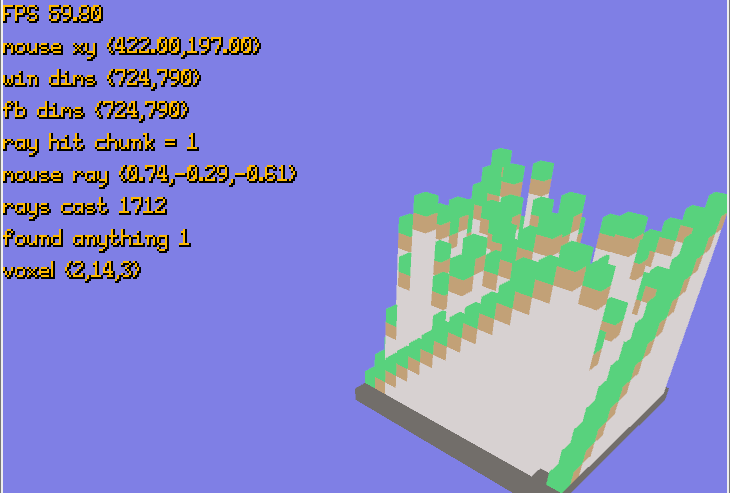 FPS 59.80
mouse xy (422.00,197.00)
win dims (724,790)
fb dims (724,790)
ray hit chunk = 1
mouse ray (0.74,-0.29,-0.61)
rays cast 1712
found anything 1
voxel (2,14,3)